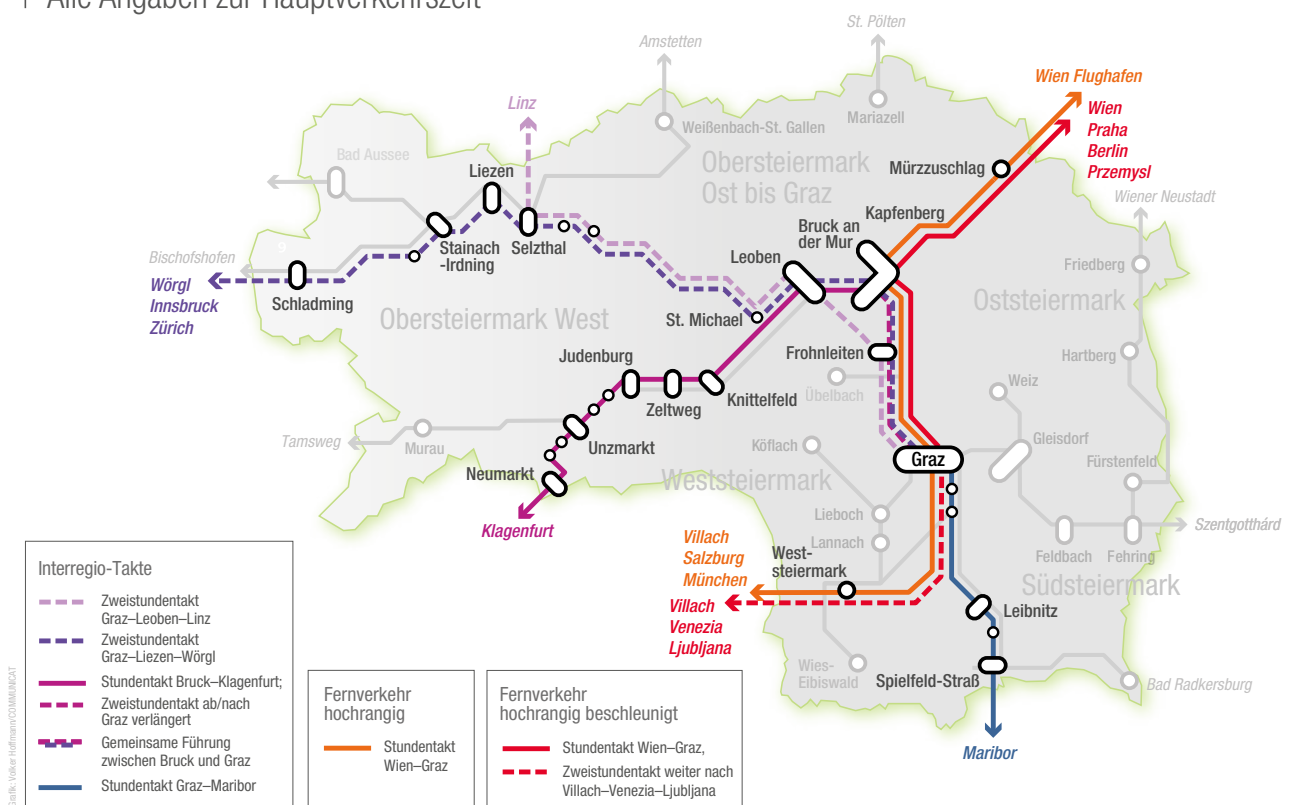 Alle Angaben zur Hauptverkehrszeit
St. Pölten
Amstetten
Wien Flughafen
Linz
Wien
Praha
Berlin
Przemysl
Mariazell
Weißenbach-St. Gallen
Bad Aussee
Obersteiermark
Ost bis Graz
Liezen
Mürzzuschlag
Wiener Neustadt
Kapfenberg
Bruck an
der Mur
Stainach
-Irdning
Selzthal
Leoben
Bischofshofen
Friedberg
Wörgl
Innsbruck
Zürich
Schladming
Oststeiermark
Obersteiermark West
St. Michael
Judenburg
Frohnleiten
Hartberg
Übelbach
Weiz
Zeltweg
Knittelfeld
Tamsweg
Murau
Unzmarkt
Köflach
Gleisdorf
Graz
Fürstenfeld
Neumarkt
Weststeiermark
Lieboch
Szentgotthárd
Klagenfurt
Lannach
Feldbach
Fehring
Villach
Salzburg
München
West-
steiermark
Südsteiermark
Villach
Venezia
Ljubljana
Leibnitz
Wies-
Eibiswald
Spielfeld-Straß
Bad Radkersburg
Maribor
Interregio-Takte
Zweistundentakt
Graz–Leoben–Linz
Zweistundentakt
Graz–Liezen–Wörgl
Stundentakt Bruck–Klagenfurt;
Zweistundentakt ab/nach
Graz verlängert
Gemeinsame Führung
zwischen Bruck und Graz
Stundentakt Graz–Maribor
Fernverkehr
hochrangig
Stundentakt
Wien–Graz
Fernverkehr
hochrangig beschleunigt
Stundentakt Wien–Graz,
Zweistundentakt weiter nach
Villach–Venezia–Ljubljana
Grafik: Volker Hoffmann/COMMUNICAT